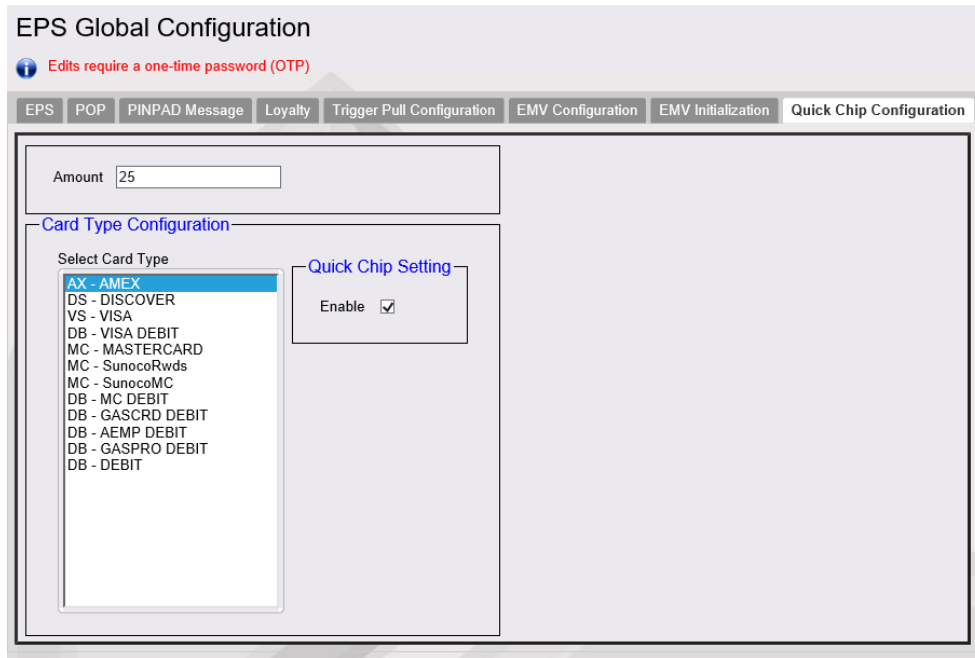 EPS Global Configuration
Edits require a one-time password (OTP)
EPS POP PINPAD Message Loyalty Trigger Pull Configuration EMV Configuration EMV Initialization Quick Chip Configuration
Amount 25
Card Type Configuration
Select Card Type
AX - AMEX
DS - DISCOVER
VS - VISA
DB - VISA DEBIT
MC - MASTERCARD
MC - SunocoRwds
MC - SunocoMC
DB - MC DEBIT
DB - GASCRD DEBIT
DB - AEMP DEBIT
DB - GASPRO DEBIT
DB - DEBIT
Quick Chip Setting
Enable